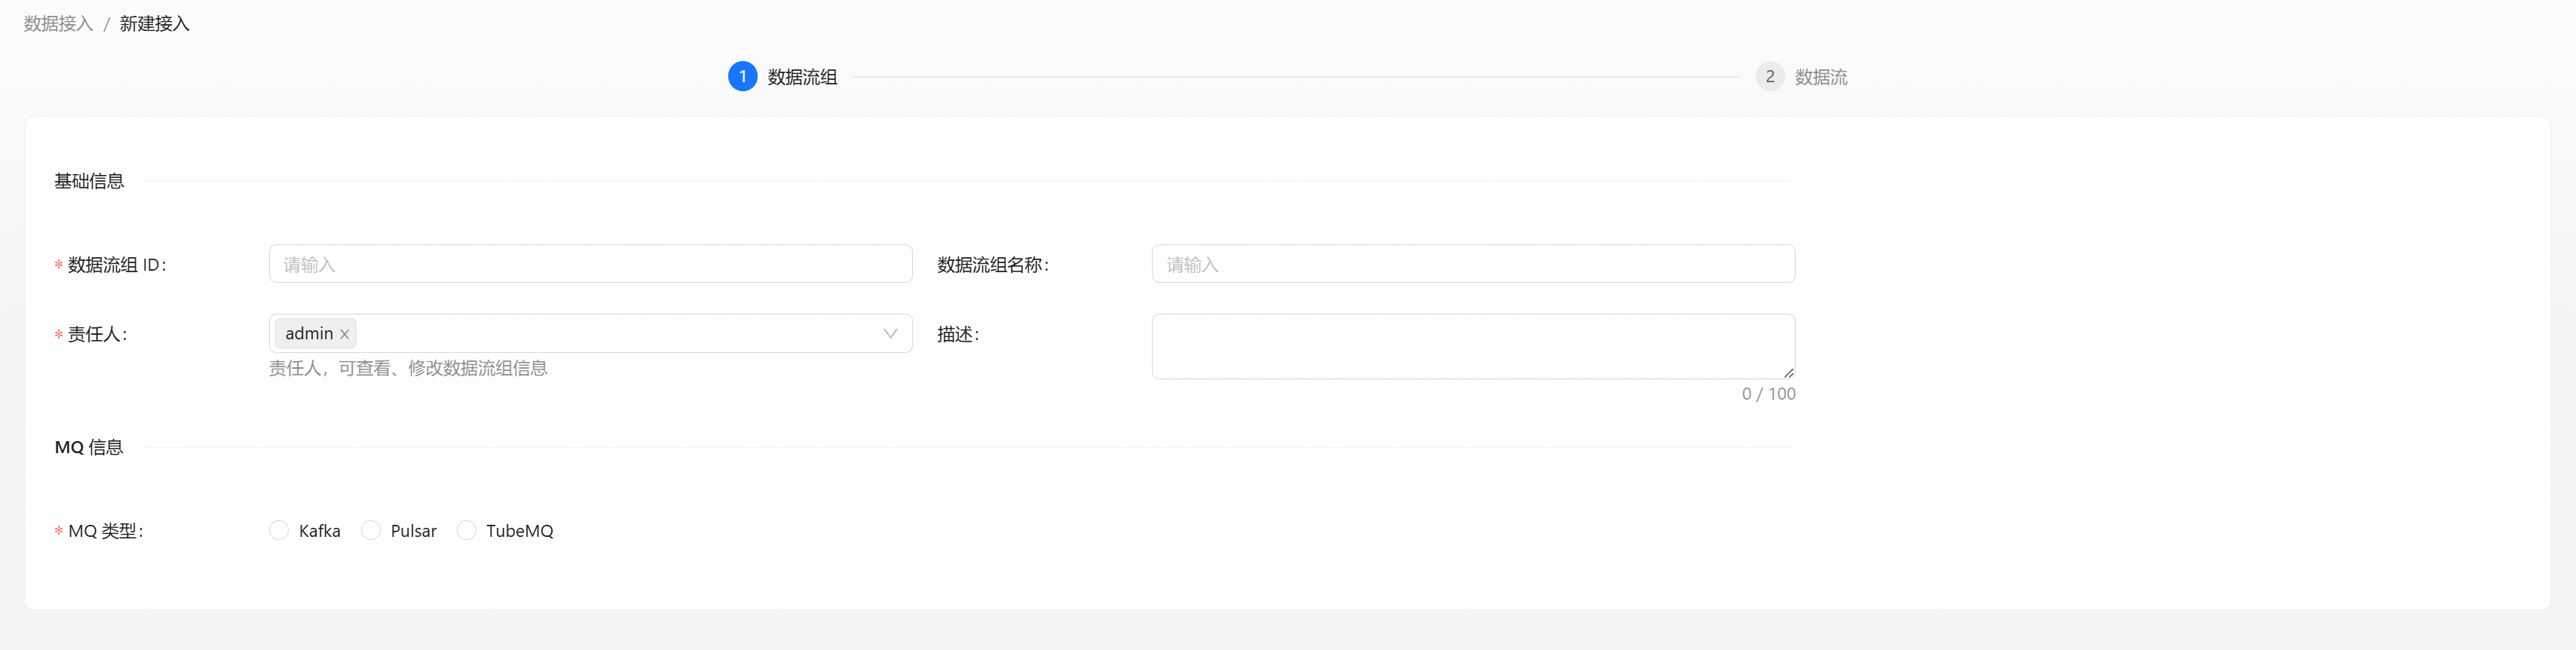 数据接入 / 新建接入
1 数据流组
2 数据流
基础信息
* 数据流组 ID: 请输入
数据流组名称: 请输入
* 责任人: admin ×
责任人，可查看、修改数据流组信息
描述:
0 / 100
MQ 信息
* MQ 类型: Kafka Pulsar TubeMQ